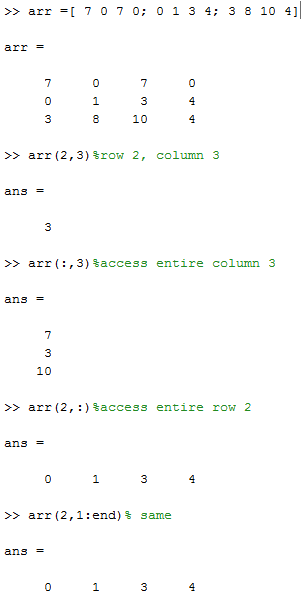 >> arr =[ 7 0 7 0; 0 1 3 4; 3 8 10 4]
arr =
7 0 7 0
0 1 3 4
3 8 10 4
>> arr(2,3)%row 2, column 3
ans =
3
>> arr(:,3)%access entire column 3
ans =
7
3
10
>> arr(2,:)%access entire row 2
ans =
0 1 3 4
>> arr(2,1:end)% same
ans =
0 1 3 4